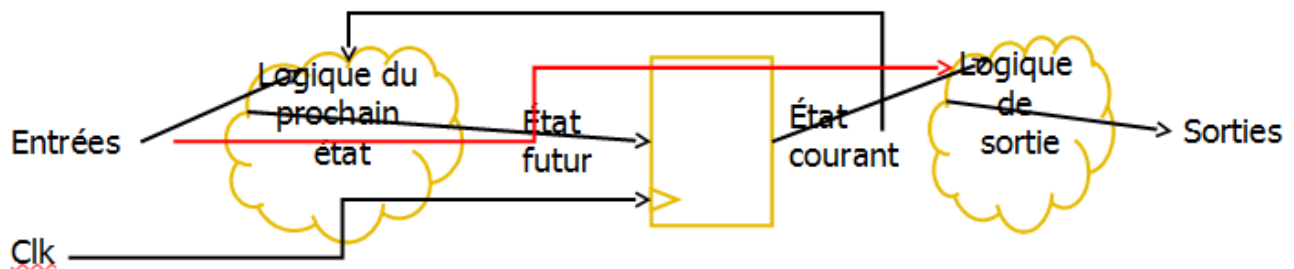 Entrées
Logique du
prochain
état
État
futur
État
courant
Logique
de
sortie
Sorties
Clk